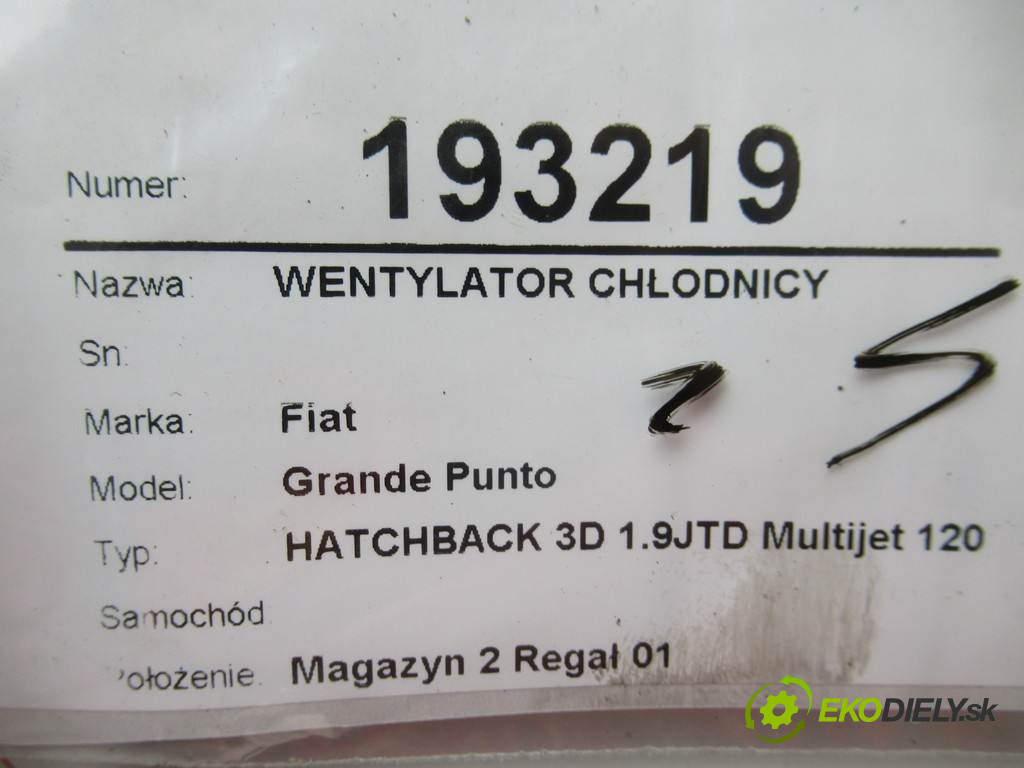 Numer: 193219
Nazwa: WENTYLATOR CHŁODNICY
Sn:
Marka: Fiat
Model: Grande Punto
Typ: HATCHBACK 3D 1.9JTD Multijet 120
Samochód
Położenie: Magazyn 2 Regał 01
EKODIELY.sk